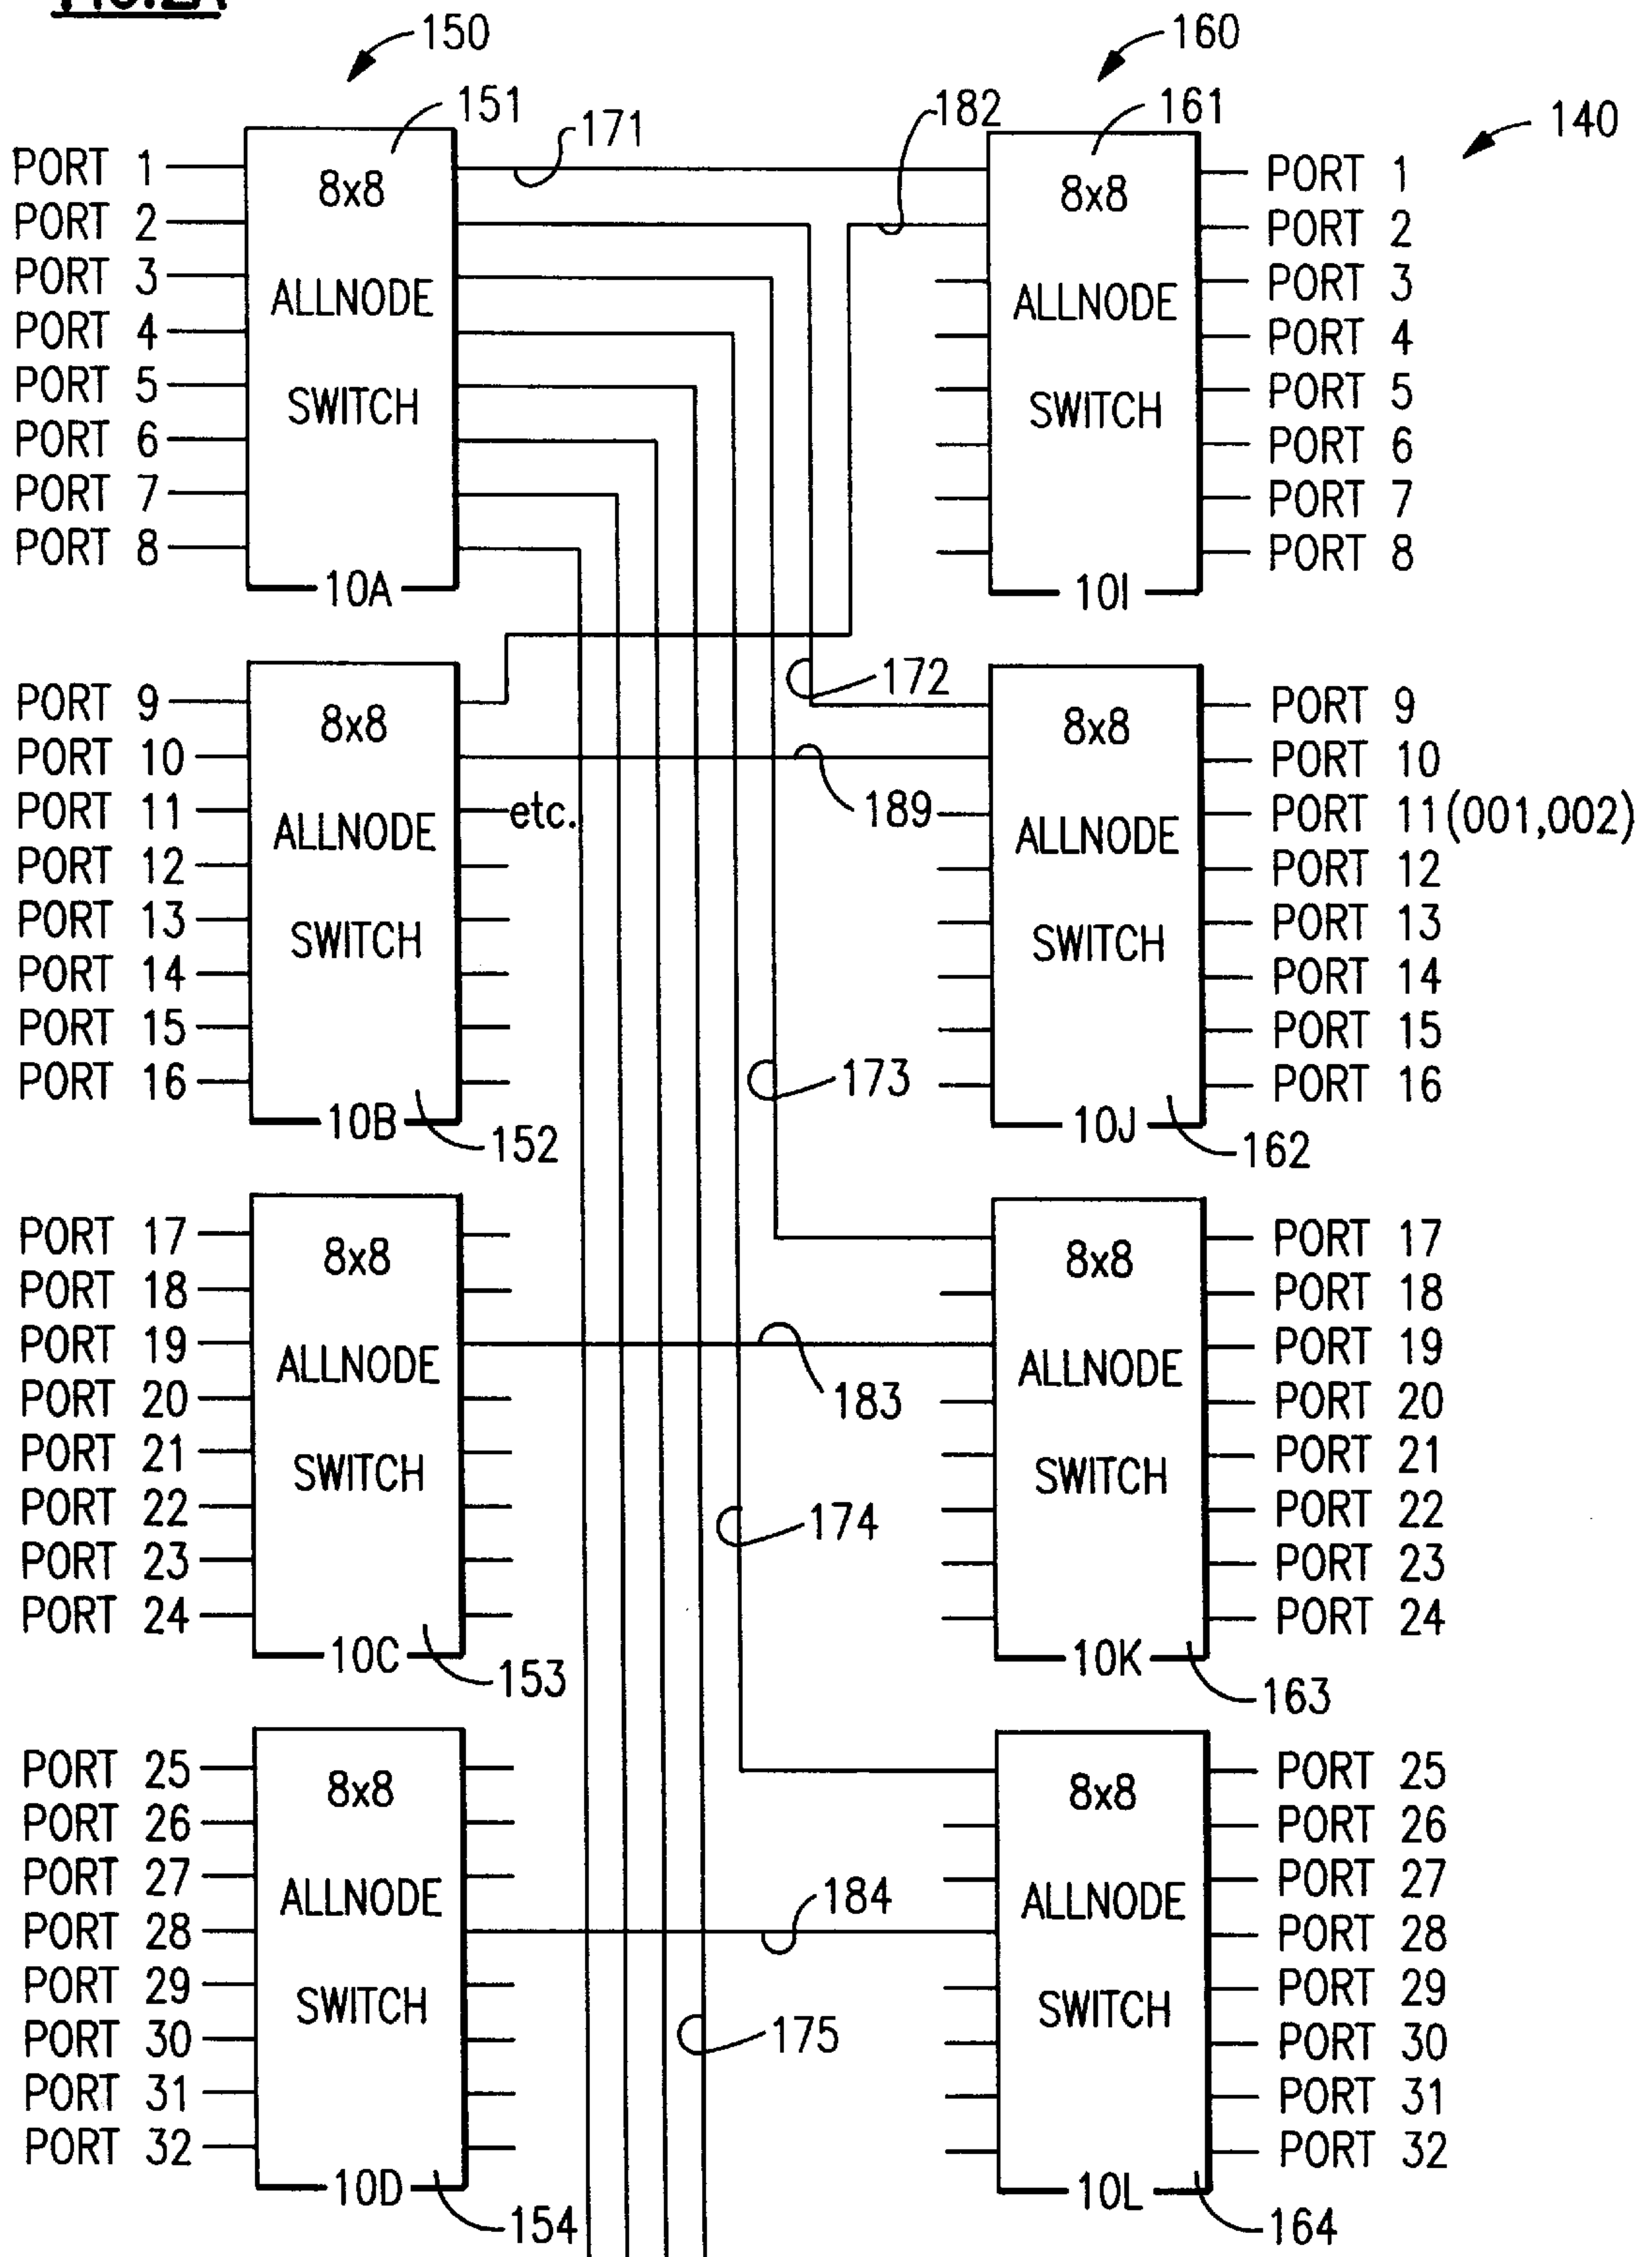 FIG.2A
150
160
140
151
171
182
161
PORT 1
PORT 2
PORT 3
PORT 4
PORT 5
PORT 6
PORT 7
PORT 8
8x8
ALLNODE
SWITCH
10A
8x8
ALLNODE
SWITCH
10I
PORT 1
PORT 2
PORT 3
PORT 4
PORT 5
PORT 6
PORT 7
PORT 8
PORT 9
PORT 10
PORT 11
PORT 12
PORT 13
PORT 14
PORT 15
PORT 16
8x8
ALLNODE
SWITCH
10B
152
etc.
172
189
173
8x8
ALLNODE
SWITCH
10J
162
PORT 9
PORT 10
PORT 11(001,002)
PORT 12
PORT 13
PORT 14
PORT 15
PORT 16
PORT 17
PORT 18
PORT 19
PORT 20
PORT 21
PORT 22
PORT 23
PORT 24
8x8
ALLNODE
SWITCH
10C
153
183
174
8x8
ALLNODE
SWITCH
10K
163
PORT 17
PORT 18
PORT 19
PORT 20
PORT 21
PORT 22
PORT 23
PORT 24
PORT 25
PORT 26
PORT 27
PORT 28
PORT 29
PORT 30
PORT 31
PORT 32
8x8
ALLNODE
SWITCH
10D
154
184
175
8x8
ALLNODE
SWITCH
10L
164
PORT 25
PORT 26
PORT 27
PORT 28
PORT 29
PORT 30
PORT 31
PORT 32